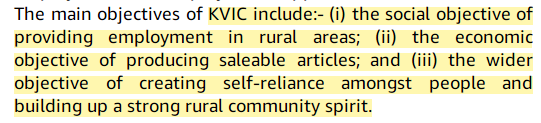 The main objectives of KVIC include:- (i) the social objective of
providing employment in rural areas; (ii) the economic
objective of producing saleable articles; and (iii) the wider
objective of creating self-reliance amongst people and
building up a strong rural community spirit.